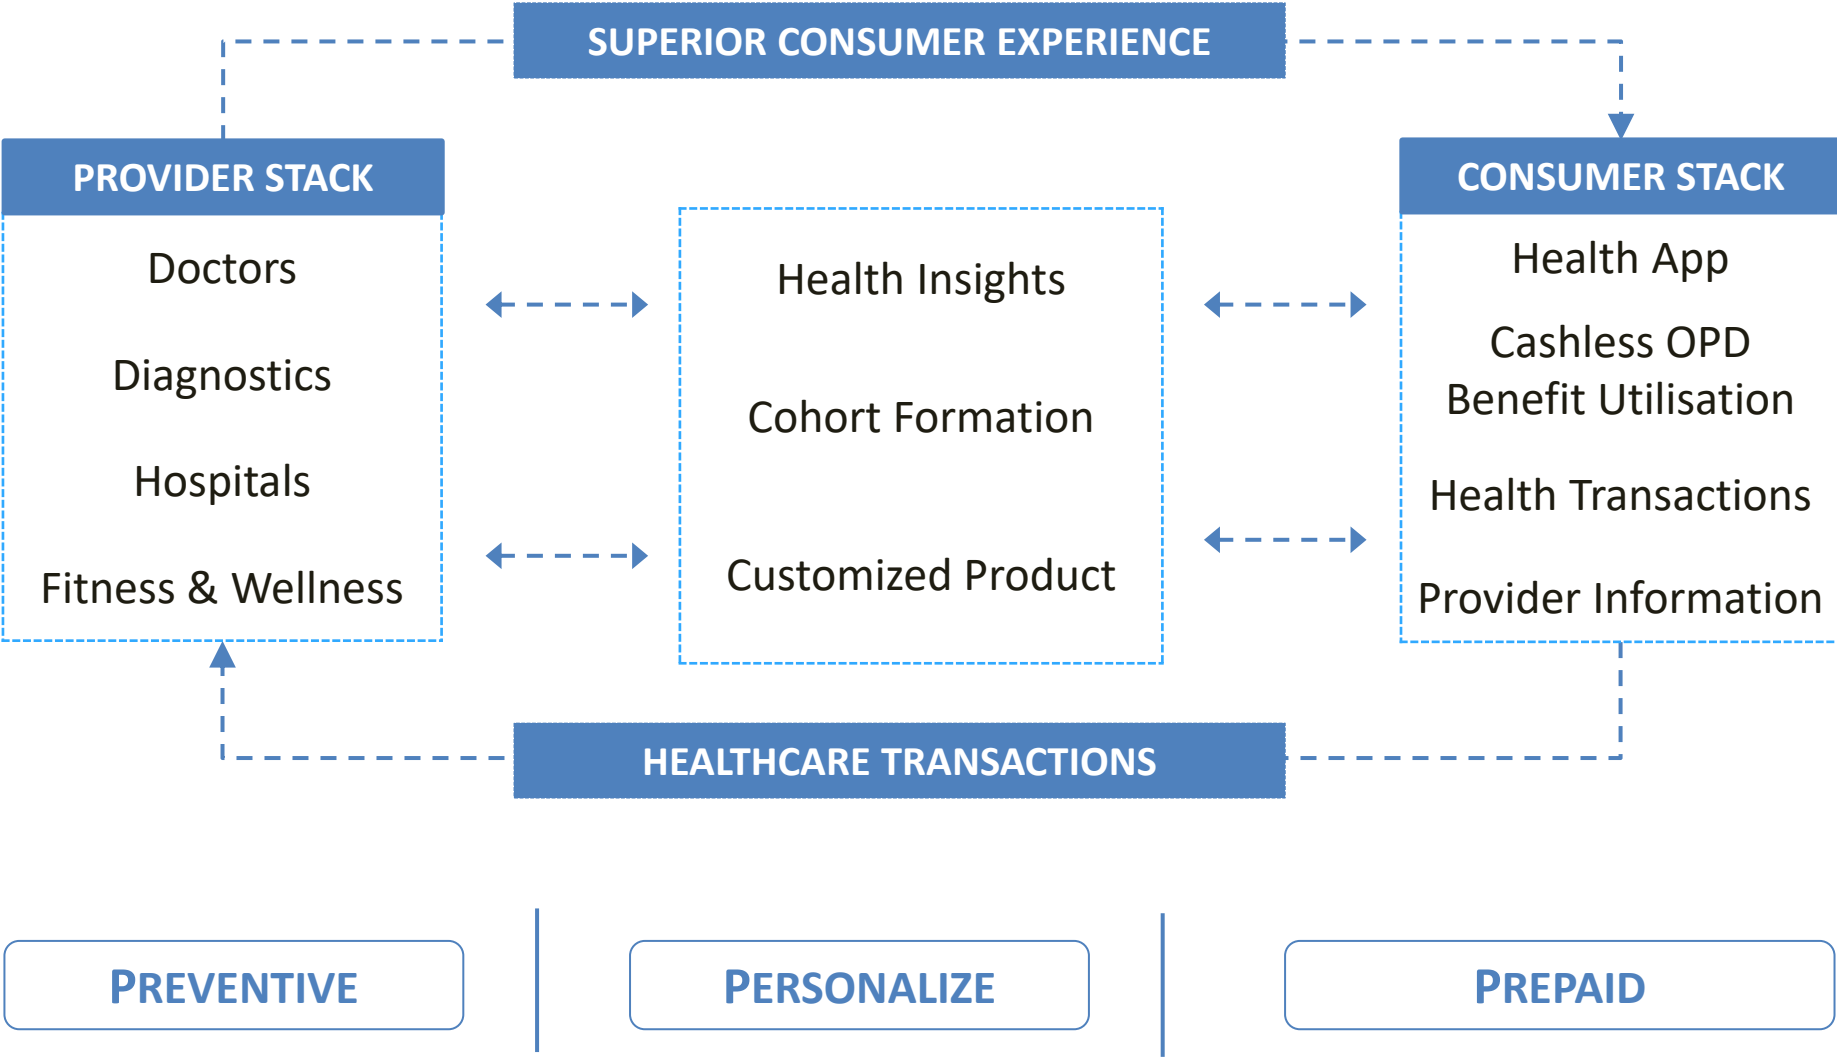 SUPERIOR CONSUMER EXPERIENCE
PROVIDER STACK
Doctors
Diagnostics
Hospitals
Fitness & Wellness
Health Insights
Cohort Formation
Customized Product
CONSUMER STACK
Health App
Cashless OPD
Benefit Utilisation
Health Transactions
Provider Information
HEALTHCARE TRANSACTIONS
PREVENTIVE
PERSONALIZE
PREPAID